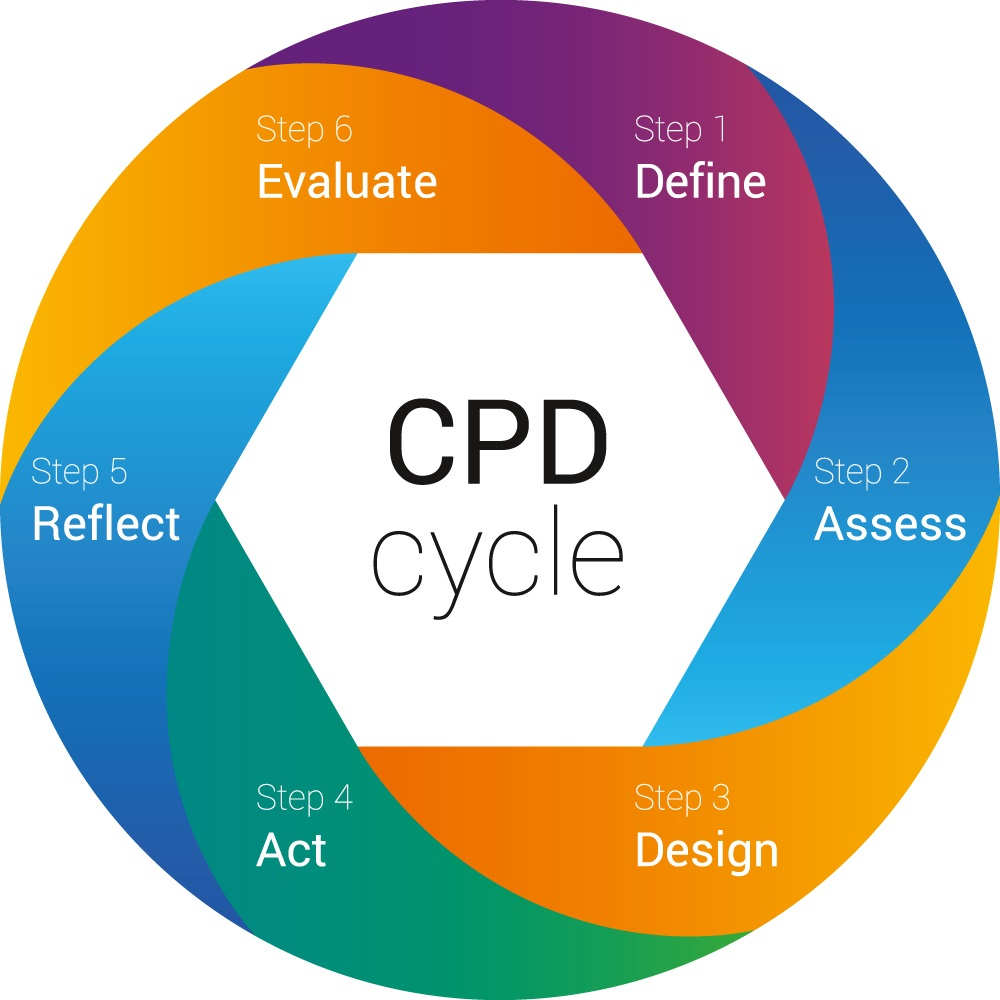 CPD
cycle
Step 1
Define
Step 2
Assess
Step 3
Design
Step 4
Act
Step 5
Reflect
Step 6
Evaluate